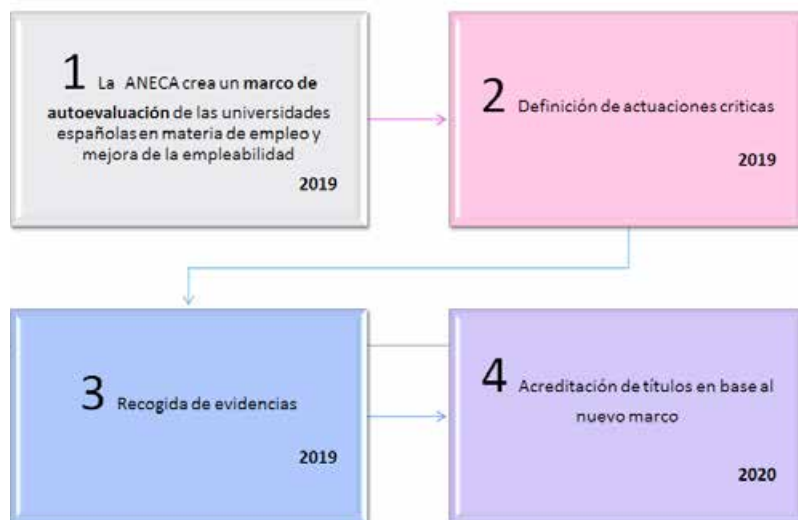 1 La ANECA crea un marco de
autoevaluación de las universidades
españolas en materia de empleo y
mejora de la empleabilidad
2019
2 Definición de actuaciones criticas
2019
3 Recogida de evidencias
2019
4 Acreditación de títulos en base al
nuevo marco
2020